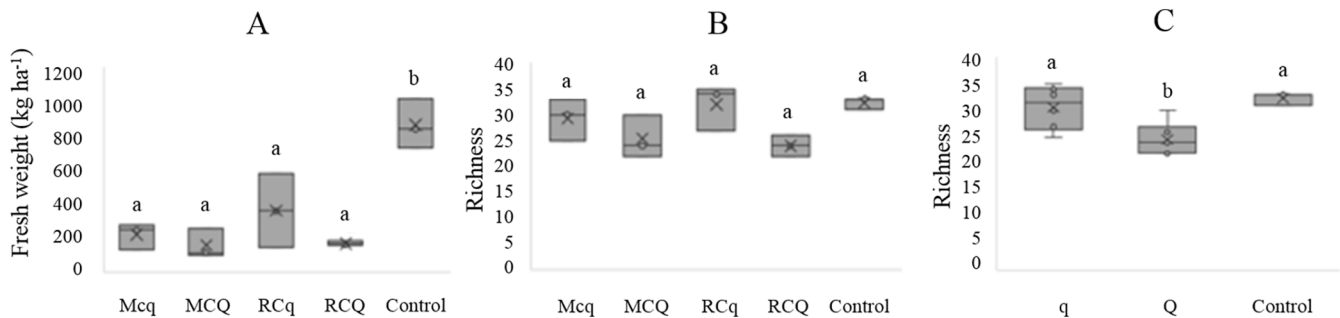 A
Fresh weight (kg ha⁻¹)
1200
1000
800
600
400
200
0
a
a
a
a
b
Mcq
MCQ
RCq
RCQ
Control
B
Richness
40
35
30
25
20
15
10
5
0
a
a
a
a
a
Mcq
MCQ
RCq
RCQ
Control
C
Richness
40
35
30
25
20
15
10
5
0
a
b
a
q
Q
Control